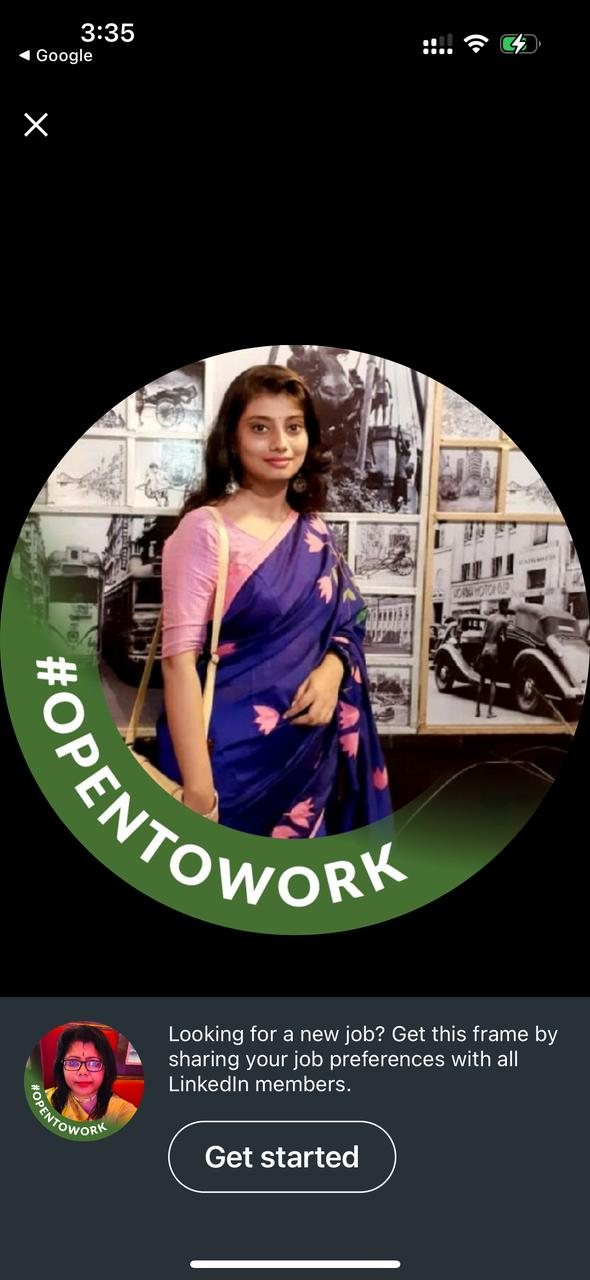 3:35
◀ Google
#OPENTOWORK
Looking for a new job? Get this frame by
sharing your job preferences with all
LinkedIn members.
#OPENTOWORK
Get started